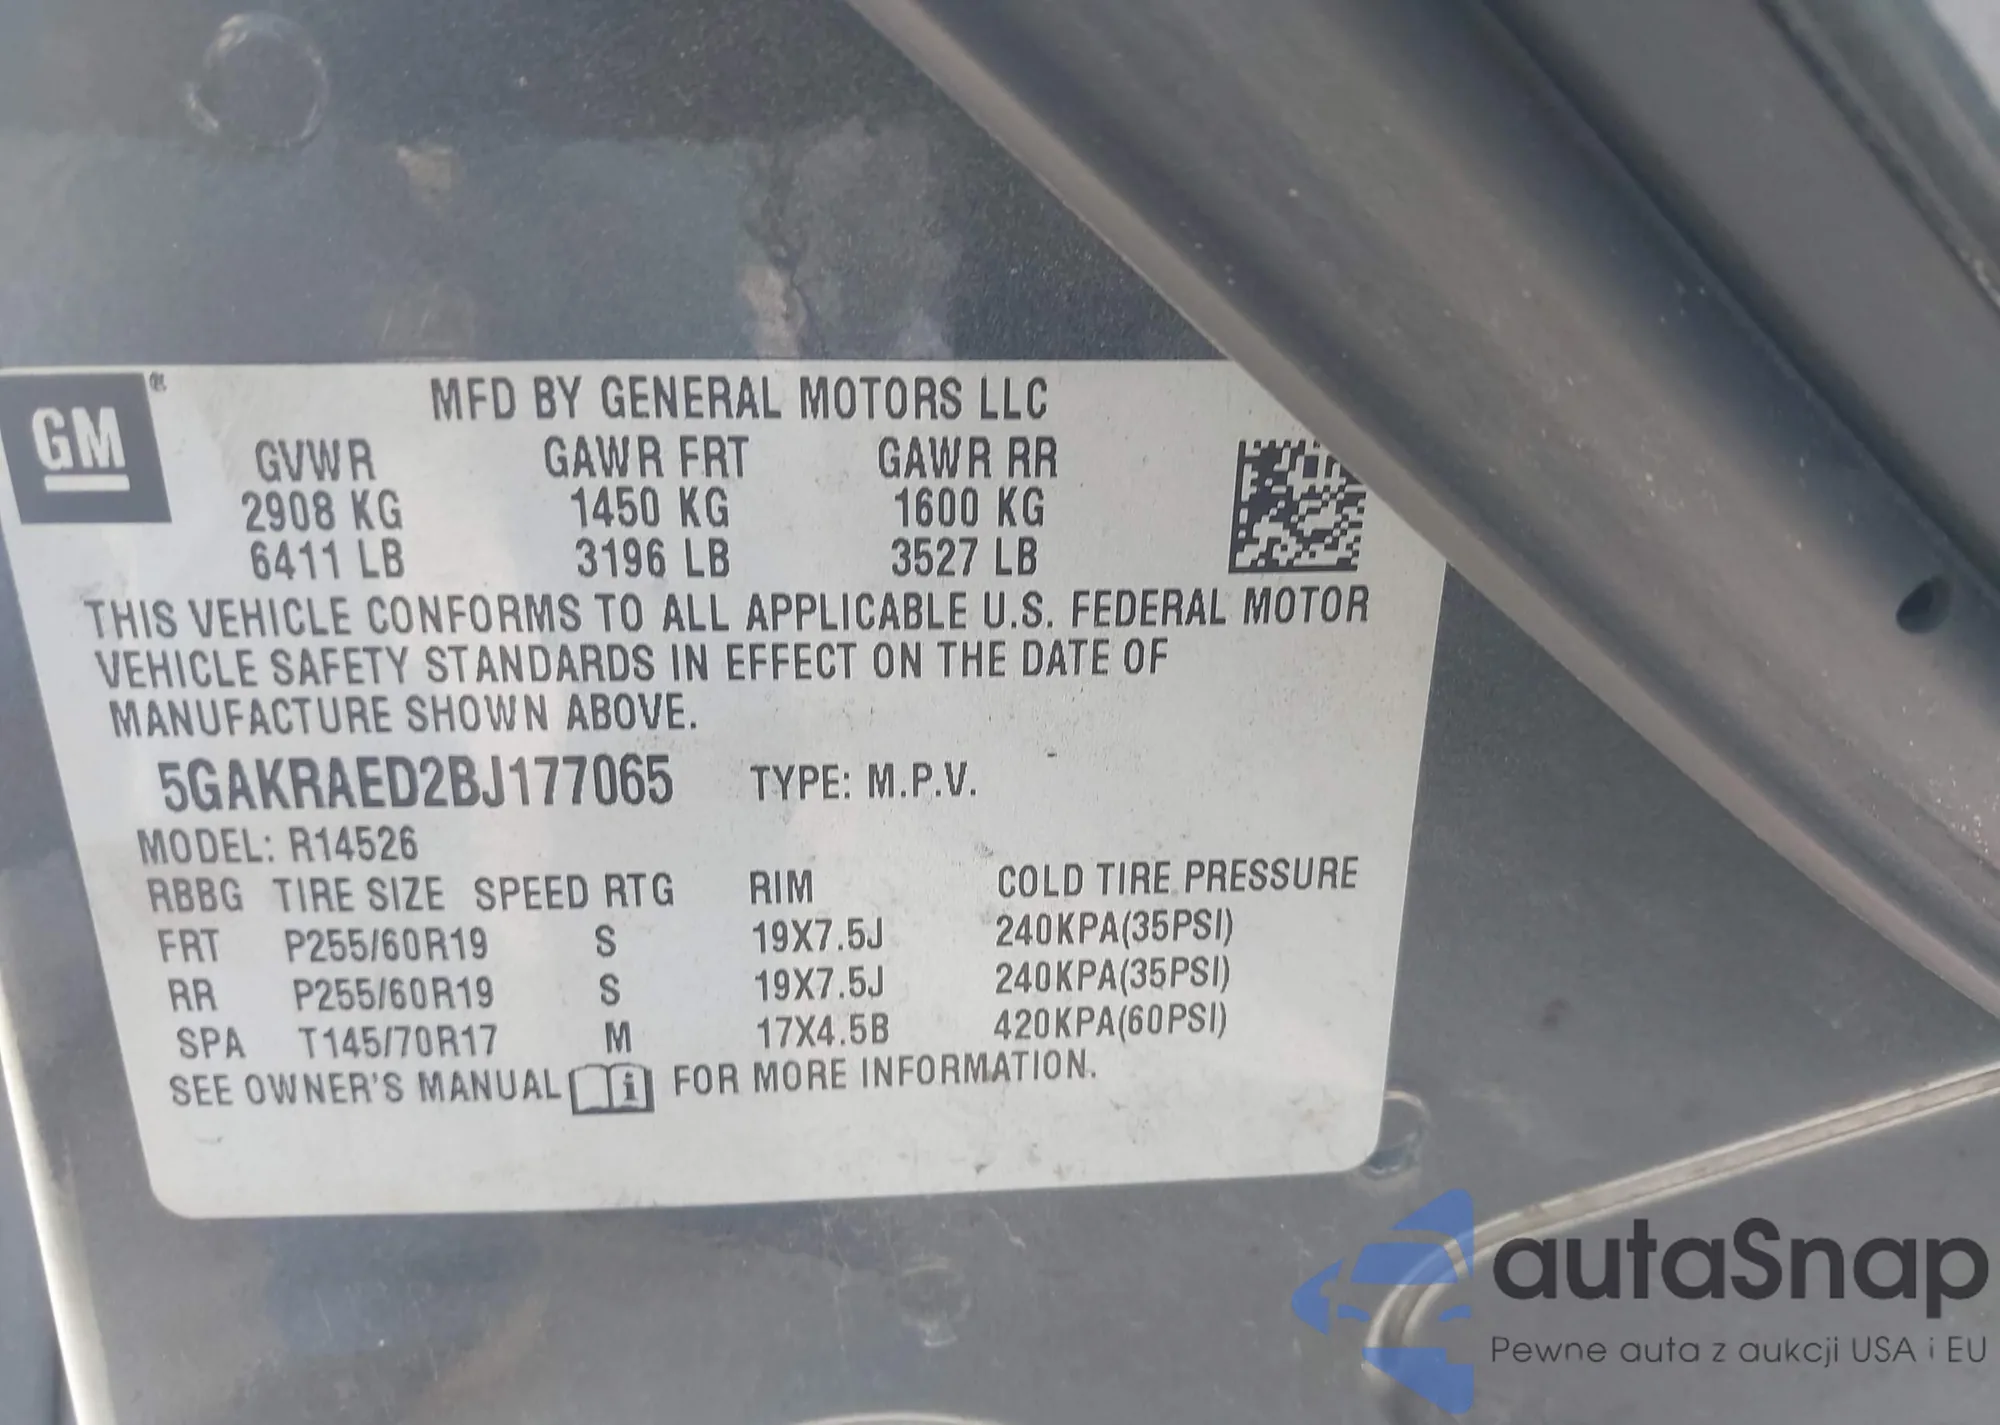 GM ®
MFD BY GENERAL MOTORS LLC
GVWR GAWR FRT GAWR RR
2908 KG 1450 KG 1600 KG
6411 LB 3196 LB 3527 LB
THIS VEHICLE CONFORMS TO ALL APPLICABLE U.S. FEDERAL MOTOR
VEHICLE SAFETY STANDARDS IN EFFECT ON THE DATE OF
MANUFACTURE SHOWN ABOVE.
5GAKRAED2BJ177065 TYPE: M.P.V.
MODEL: R14526
RBBG TIRE SIZE SPEED RTG RIM COLD TIRE PRESSURE
FRT P255/60R19 S 19X7.5J 240KPA(35PSI)
RR P255/60R19 S 19X7.5J 240KPA(35PSI)
SPA T145/70R17 M 17X4.5B 420KPA(60PSI)
SEE OWNER'S MANUAL i FOR MORE INFORMATION.
autaSnap
Pewne auta z aukcji USA i EU